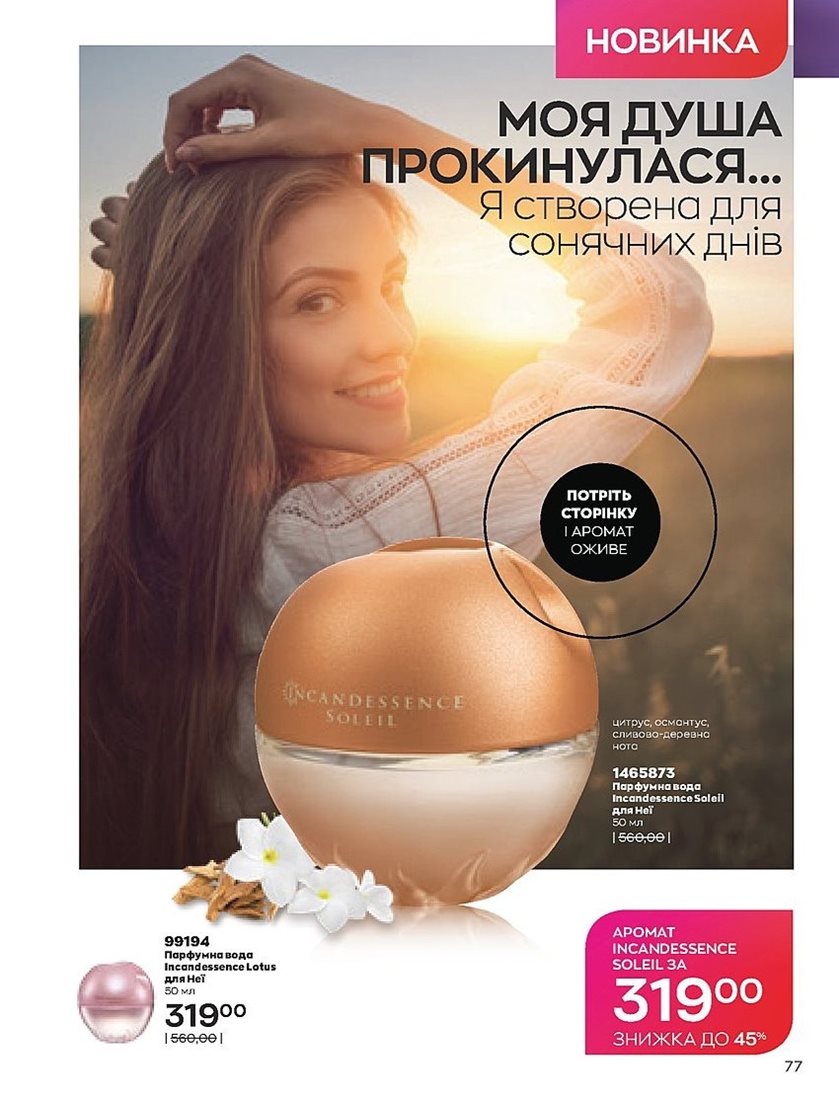 НОВИНКА
МОЯ ДУША
ПРОКИНУЛАСЯ...
Я створена для
сонячних днів
ПОТРІТЬ
СТОРІНКУ
І АРОМАТ
ОЖИВЕ
INCANDESSENCE
SOLEIL
цитрус, османтус,
сливово-деревна
нота
1465873
Парфумна вода
Incandessence Soleil
для Неї
50 мл
| 560,00 |
99194
Парфумна вода
Incandessence Lotus
для Неї
50 мл
31900
| 560,00 |
АРОМАТ
INCANDESSENCE
SOLEIL ЗА
31900
ЗНИЖКА ДО 45%
77